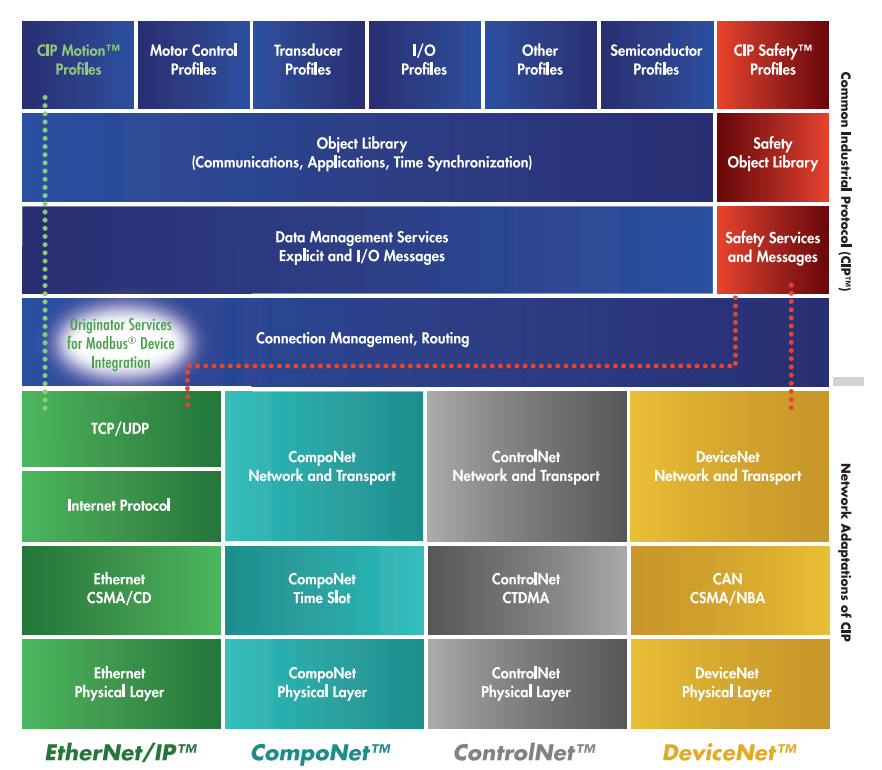 CIP Motion™
Profiles
Motor Control
Profiles
Transducer
Profiles
I/O
Profiles
Other
Profiles
Semiconductor
Profiles
CIP Safety™
Profiles
Object Library
(Communications, Applications, Time Synchronization)
Safety
Object Library
Data Management Services
Explicit and I/O Messages
Safety Services
and Messages
Originator Services
for Modbus® Device
Integration
Connection Management, Routing
Common Industrial Protocol (CIP™)
TCP/UDP
Internet Protocol
CompoNet
Network and Transport
ControlNet
Network and Transport
DeviceNet
Network and Transport
Ethernet
CSMA/CD
CompoNet
Time Slot
ControlNet
CTDMA
CAN
CSMA/NBA
Ethernet
Physical Layer
CompoNet
Physical Layer
ControlNet
Physical Layer
DeviceNet
Physical Layer
Network Adaptations of CIP
EtherNet/IP™
CompoNet™
ControlNet™
DeviceNet™